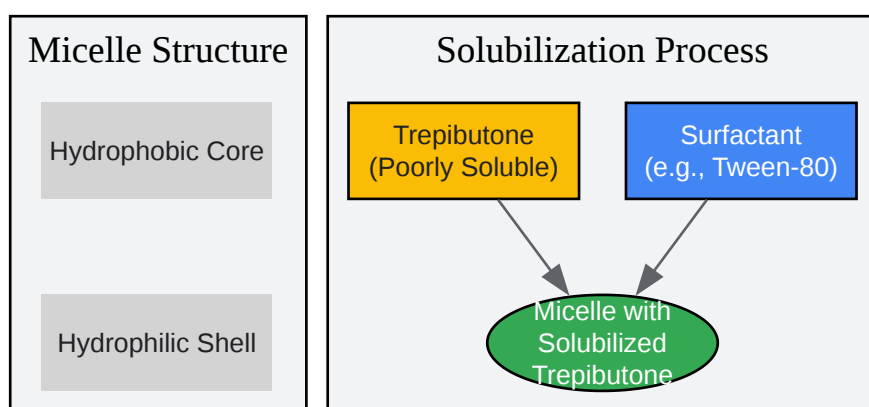 Micelle Structure
Hydrophobic Core
Hydrophilic Shell
Solubilization Process
Trepibutone
(Poorly Soluble)
Surfactant
(e.g., Tween-80)
Micelle with
Solubilized
Trepibutone